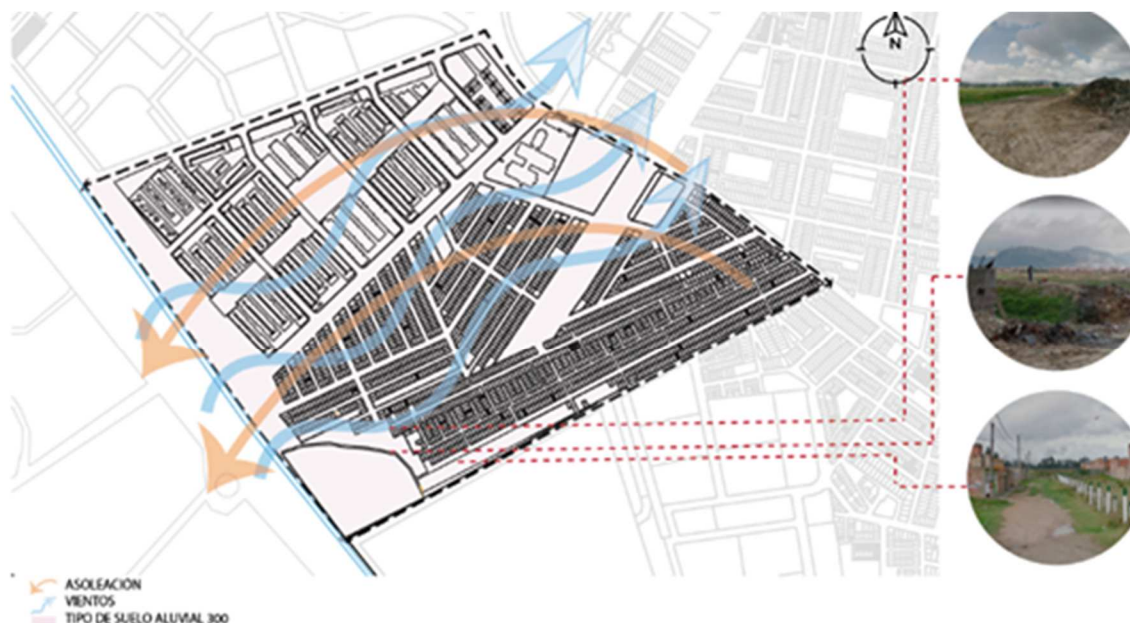 N
ASOLEACION
VIENTOS
TIPO DE SUELO ALUVIAL 300